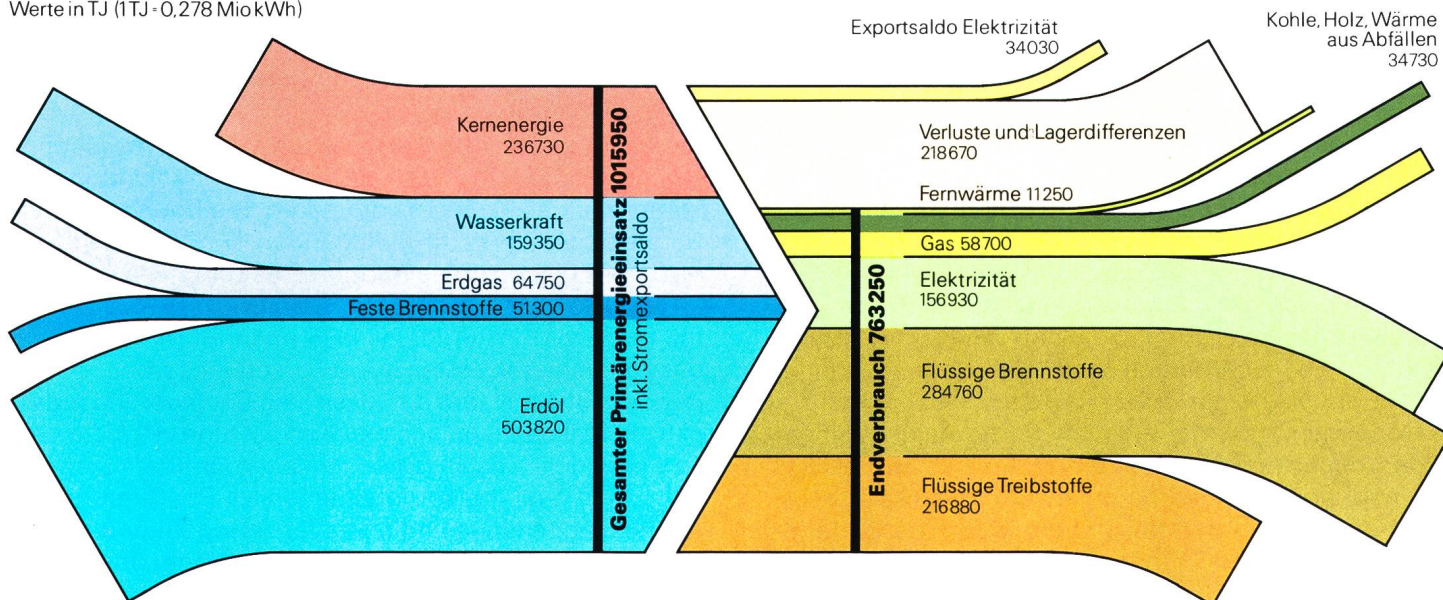 Werte in TJ (1 TJ = 0,278 Mio kWh)
Kernenergie
236730
Wasserkraft
159350
Erdgas 64750
Feste Brennstoffe 51300
Erdöl
503820
Gesamter Primärenergieeinsatz 1015950
inkl. Stromexportsaldo
Exportsaldo Elektrizität
34030
Kohle, Holz, Wärme
aus Abfällen
34730
Verluste und Lagerdifferenzen
218670
Fernwärme 11250
Gas 58700
Elektrizität
156930
Flüssige Brennstoffe
284760
Flüssige Treibstoffe
216880
Endverbrauch 763250